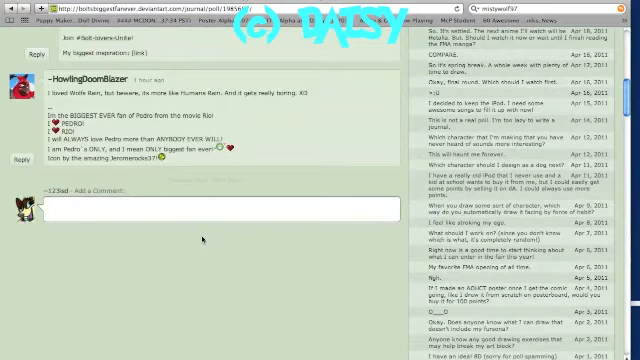 http://boltsbiggestfanever.deviantart.com/journal/poll/198569
mistywolf97
(c) DAISY
Join #Bolt-lovers-Unite!
My biggest inspiration: [link]
Reply
~HowlingDoomBlazer 1 hour ago
I loved Wolfs Rain, but beware, its more like Humans Rain. And it gets really boring. XD
--
Im the BIGGEST EVER fan of Pedro from the movie Rio!
I PEDRO!
I RIO!
I will ALWAYS love Pedro more than ANYBODY EVER WILL!
I am Pedro`s ONLY, and I mean ONLY biggest fan ever!
Icon by the amazing Jeromerocks37!
Reply
~123isd - Add a Comment:
So. It's settled. The next anime I'll watch will be Hetalia. But. Should I watch it now or wait until I finish reading the FMA manga? Apr 18, 2011
COMPARE. Apr 18, 2011
So it's spring break. A whole week with plenty of time to draw. Apr 17, 2011
Okay, final round. Which should I watch first. Apr 16, 2011
>:U Apr 14, 2011
I decided to keep the iPod. I need some awesome songs to fill it up with! Apr 13, 2011
This is not a real poll. I'm too lazy to write a journal. Apr 12, 2011
Which character that I'm making that you have never heard of sounds more interesting? Apr 12, 2011
This will haunt me forever. Apr 11, 2011
Which character should I design as a dog next? Apr 11, 2011
I have a really old iPod that I never use and a kid at school wants to buy it from me, but I could easily get some points by selling it on dA. I could always use more points. Apr 11, 2011
When you draw some sort of character, which way do you automatically draw it facing by force of habit? Apr 9, 2011
I feel like stroking my ego. Apr 8, 2011
What should I work on? (since you don't know which is what, it's completely random!) Apr 7, 2011
Right now is a good time to start thinking about what I can enter in the fair this year! Apr 7, 2011
My favorite FMA opening of all time. Apr 5, 2011
Ngh. Apr 4, 2011
If I made an AOHCT poster once I get the comic going, like I drew it from scratch on posterboard, would you buy it for 100 points? Apr 3, 2011
O___O Apr 3, 2011
Okay. Does anyone know what I can draw that doesn't include my fursona? Apr 2, 2011
Anyone know any good drawing exercises that may help break my art block? Apr 2, 2011
I have an idea! 8D (sorry for poll spamming) Apr 1, 2011